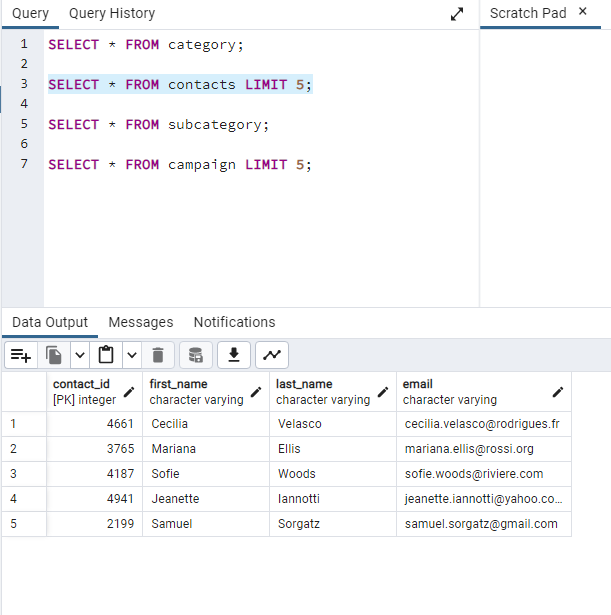 Query Query History Scratch Pad ×
1 SELECT * FROM category;
2
3 SELECT * FROM contacts LIMIT 5;
4
5 SELECT * FROM subcategory;
6
7 SELECT * FROM campaign LIMIT 5;
Data Output Messages Notifications
contact_id first_name last_name email
[PK] integer character varying character varying character varying
1 4661 Cecilia Velasco cecilia.velasco@rodrigues.fr
2 3765 Mariana Ellis mariana.ellis@rossi.org
3 4187 Sofie Woods sofie.woods@riviere.com
4 4941 Jeanette Iannotti jeanette.iannotti@yahoo.co…
5 2199 Samuel Sorgatz samuel.sorgatz@gmail.com